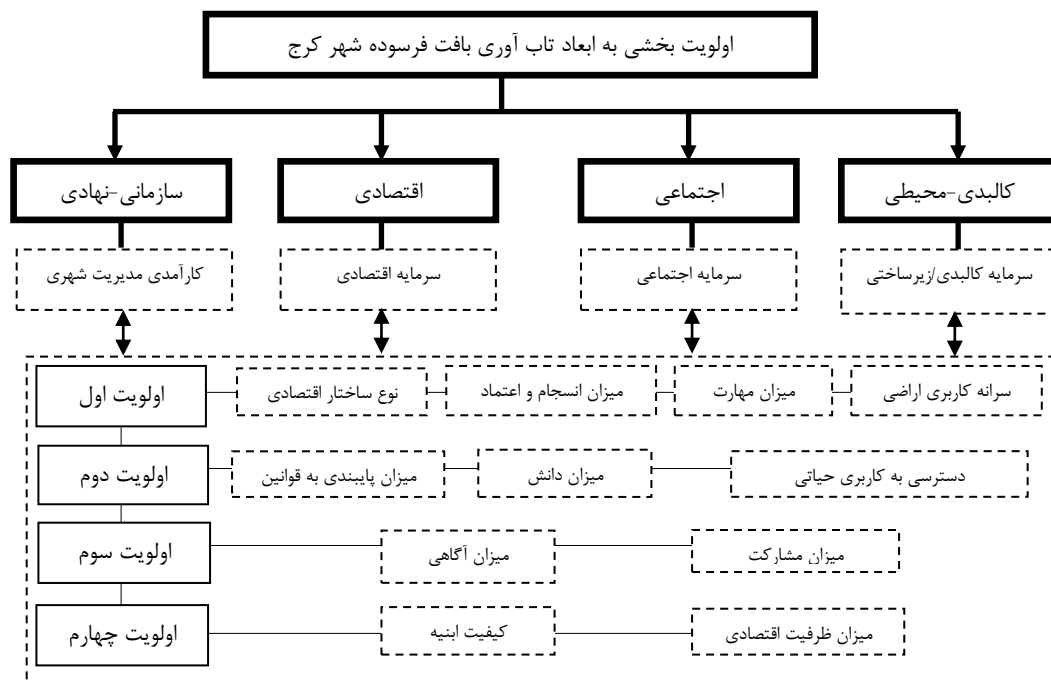 اولویت بخشی به ابعاد تاب آوری بافت فرسوده شهر کرج
کالبدی-محیطی
اجتماعی
اقتصادی
سازمانی-نهادی
سرمایه کالبدی/زیرساختی
سرمایه اجتماعی
سرمایه اقتصادی
کارآمدی مدیریت شهری
سرانه کاربری اراضی
میزان مهارت
میزان انسجام و اعتماد
نوع ساختار اقتصادی
اولویت اول
دسترسی به کاربری حیاتی
میزان دانش
میزان پایبندی به قوانین
اولویت دوم
میزان مشارکت
میزان آگاهی
اولویت سوم
میزان ظرفیت اقتصادی
کیفیت ابنیه
اولویت چهارم